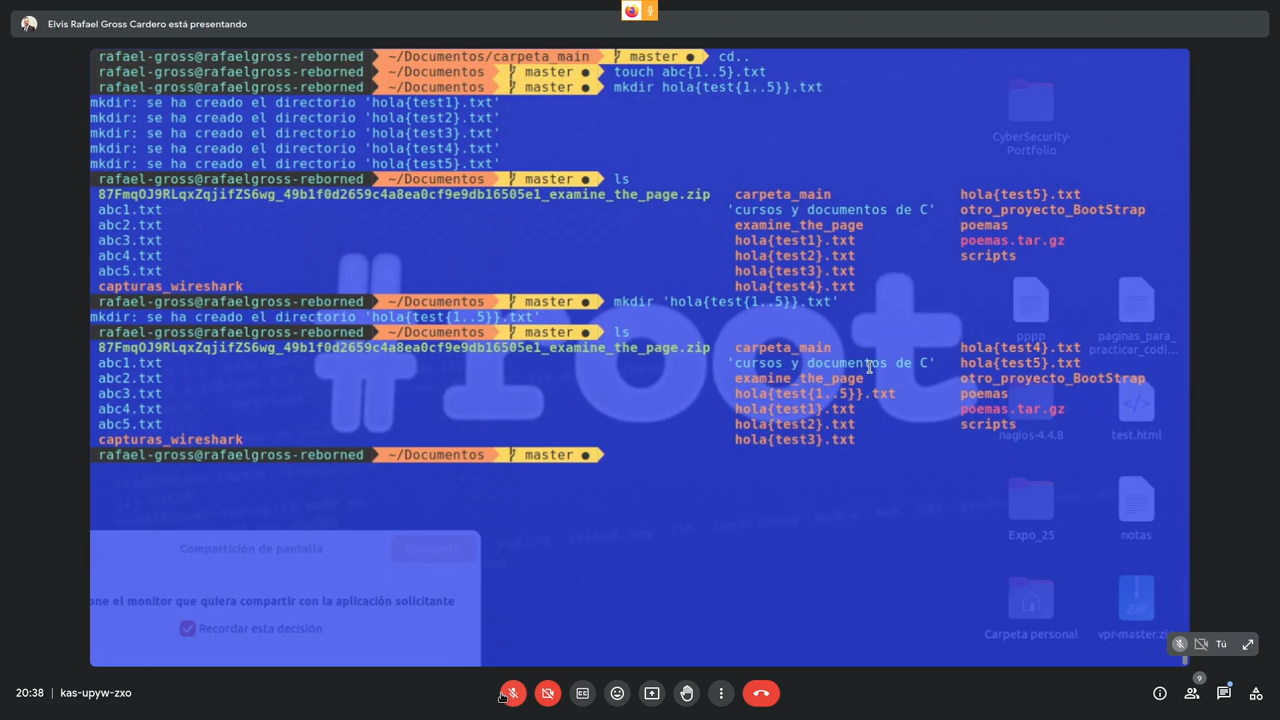 Elvis Rafael Gross Cardero está presentando
rafael-gross@rafaelgross-reborned ~/Documentos/carpeta_main master ● cd..
rafael-gross@rafaelgross-reborned ~/Documentos master ● touch abc{1..5}.txt
rafael-gross@rafaelgross-reborned ~/Documentos master ● mkdir hola{test{1..5}}.txt
mkdir: se ha creado el directorio 'hola{test1}.txt'
mkdir: se ha creado el directorio 'hola{test2}.txt'
mkdir: se ha creado el directorio 'hola{test3}.txt'
mkdir: se ha creado el directorio 'hola{test4}.txt'
mkdir: se ha creado el directorio 'hola{test5}.txt'
rafael-gross@rafaelgross-reborned ~/Documentos master ● ls
87FmqOJ9RLqxZqjifZS6wg_49b1f0d2659c4a8ea0cf9e9db16505e1_examine_the_page.zip carpeta_main hola{test5}.txt
abc1.txt 'cursos y documentos de C' otro_proyecto_BootStrap
abc2.txt examine_the_page poemas
abc3.txt hola{test1}.txt poemas.tar.gz
abc4.txt hola{test2}.txt scripts
abc5.txt hola{test3}.txt
capturas_wireshark hola{test4}.txt
rafael-gross@rafaelgross-reborned ~/Documentos master ● mkdir 'hola{test{1..5}}.txt'
mkdir: se ha creado el directorio 'hola{test{1..5}}.txt'
rafael-gross@rafaelgross-reborned ~/Documentos master ● ls
87FmqOJ9RLqxZqjifZS6wg_49b1f0d2659c4a8ea0cf9e9db16505e1_examine_the_page.zip carpeta_main hola{test4}.txt
abc1.txt 'cursos y documentos de C' hola{test5}.txt
abc2.txt examine_the_page otro_proyecto_BootStrap
abc3.txt hola{test{1..5}}.txt poemas
abc4.txt hola{test1}.txt poemas.tar.gz
abc5.txt hola{test2}.txt scripts
capturas_wireshark hola{test3}.txt
rafael-gross@rafaelgross-reborned ~/Documentos master ●
#root
CyberSecurity-
Portfolio
pppp
paginas_para_
practicar_codi...
nagios-4.4.8
test.html
Expo_25
notas
Carpeta personal
vpr-master.zi
Compartición de pantalla
Compartir
one el monitor que quiera compartir con la aplicación solicitante
Recordar esta decisión
Tú
20:38 | kas-upyw-zxo
9